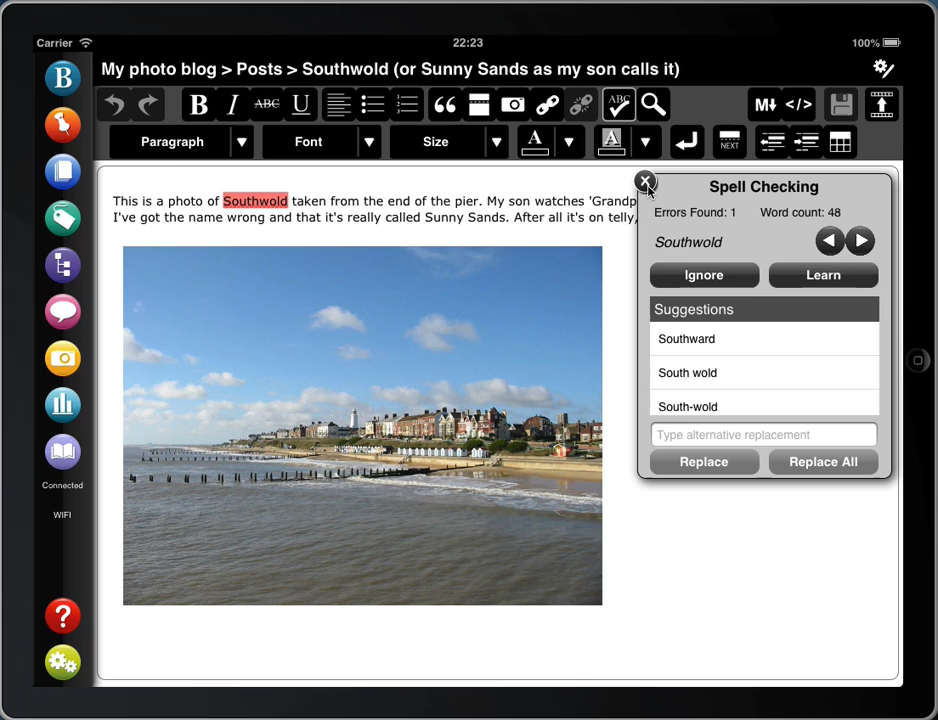 Carrier 22:23 100%
My photo blog > Posts > Southwold (or Sunny Sands as my son calls it)
B
B I ABC U “ ABC M </>
Paragraph Font Size A A NEXT
This is a photo of Southwold taken from the end of the pier. My son watches 'Grandp
I've got the name wrong and that it's really called Sunny Sands. After all it's on telly,
Spell Checking
Errors Found: 1 Word count: 48
Southwold
Ignore Learn
Suggestions
Southward
South wold
South-wold
Type alternative replacement
Replace Replace All
Connected
WIFI
?